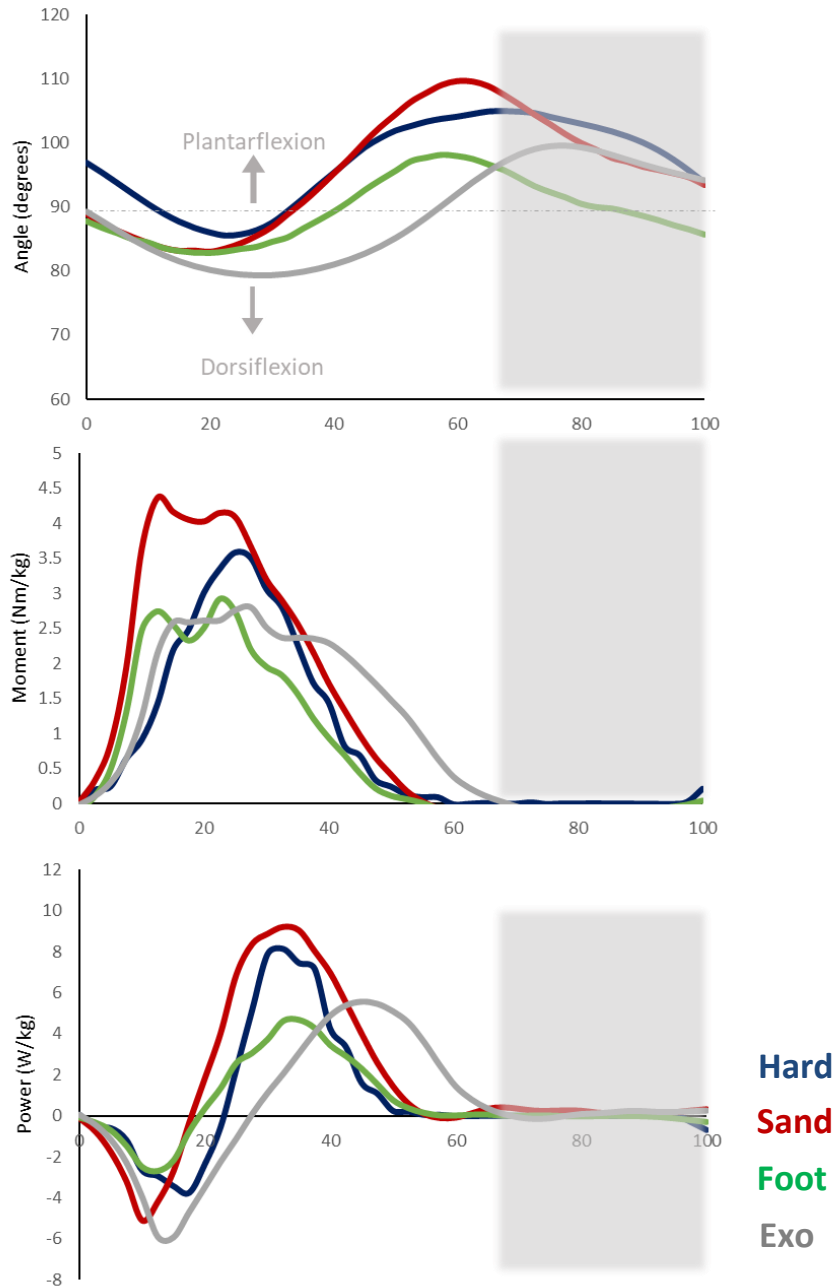 120
110
100
90
80
70
60
Angle (degrees)
Plantarflexion
Dorsiflexion
0 20 40 60 80 100
5
4.5
4
3.5
3
2.5
2
1.5
1
0.5
0
Moment (Nm/kg)
0 20 40 60 80 100
12
10
8
6
4
2
0
-2
-4
-6
-8
Power (W/kg)
0 20 40 60 80 100
Hard
Sand
Foot
Exo